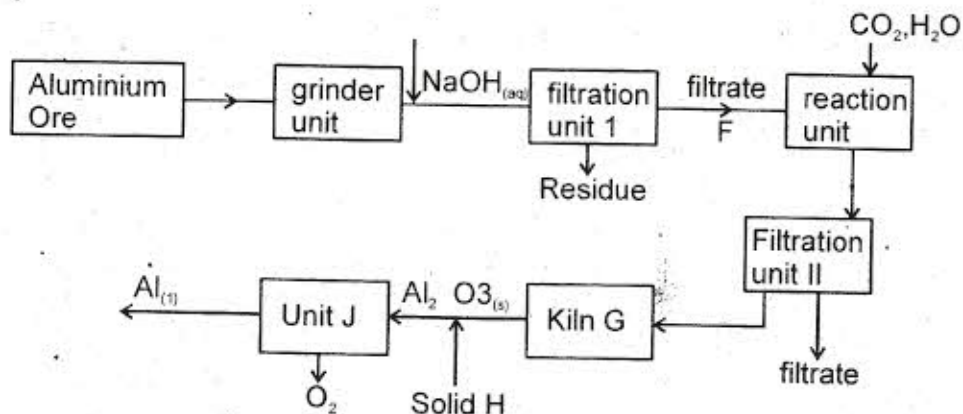 CO₂,H₂O
Aluminium
Ore
grinder
unit
NaOH(aq)
filtration
unit 1
filtrate
F
reaction
unit
Residue
Filtration
unit II
filtrate
Kiln G
Al₂ O3(s)
Solid H
Unit J
O₂
Al(1)